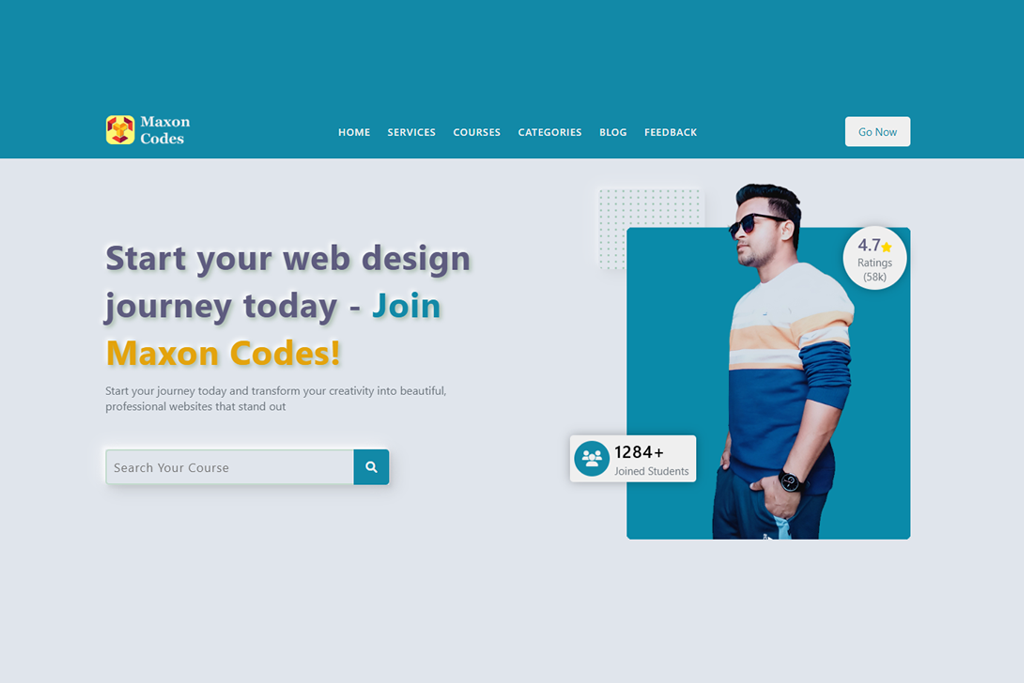 Maxon
Codes
HOME SERVICES COURSES CATEGORIES BLOG FEEDBACK
Go Now
Start your web design
journey today - Join
Maxon Codes!
Start your journey today and transform your creativity into beautiful,
professional websites that stand out
Search Your Course
4.7
Ratings
(58k)
1284+
Joined Students